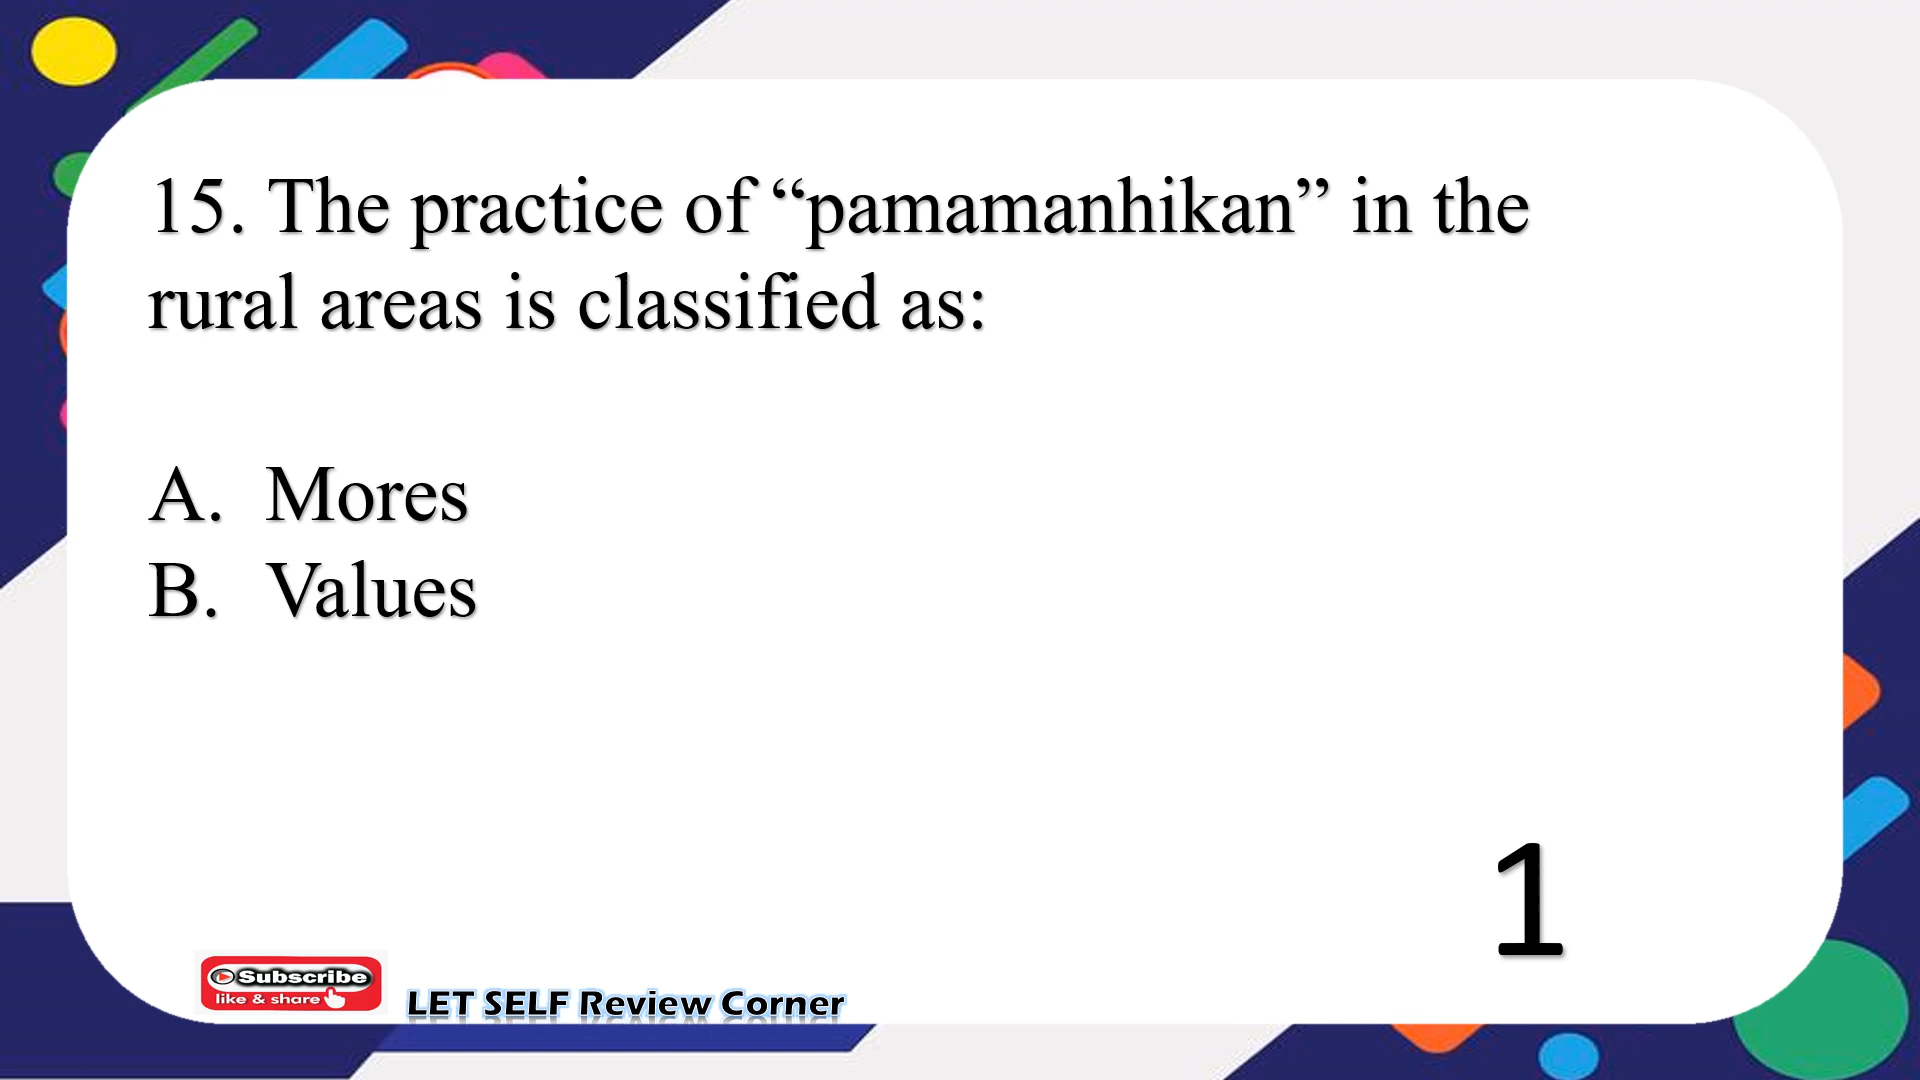 15. The practice of “pamamanhikan” in the
rural areas is classified as:
A. Mores
B. Values
1
Subscribe
like & share
LET SELF Review Corner